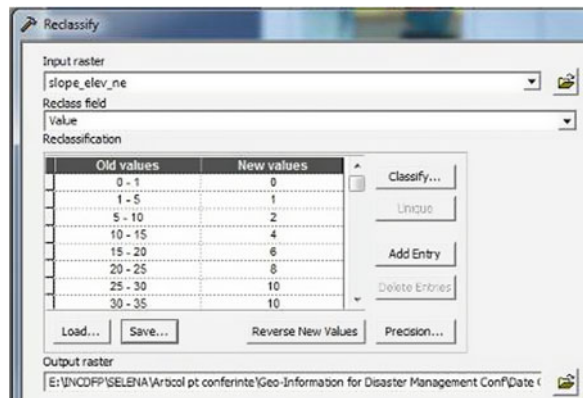 Reclassify
Input raster
slope_elev_ne
Reclass field
Value
Reclassification
Old values New values
0 - 1 0
1 - 5 1
5 - 10 2
10 - 15 4
15 - 20 6
20 - 25 8
25 - 30 10
30 - 35 10
Classify...
Unique
Add Entry
Delete Entries
Load... Save... Reverse New Values Precision...
Output raster
E:\INCDFP\SELENA\Articol pt conferinte\Geo-Information for Disaster Management Conf\Date